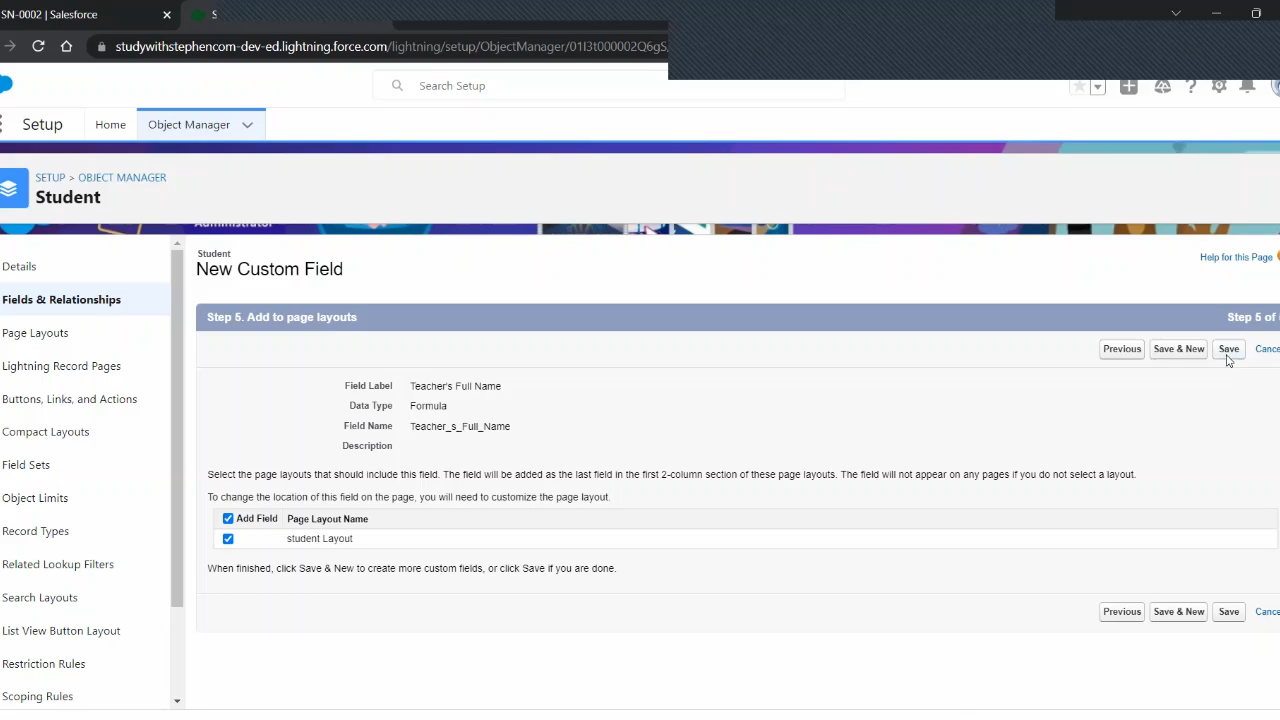 SN-0002 | Salesforce
S
studywithstephencom-dev-ed.lightning.force.com/lightning/setup/ObjectManager/01I3t000002Q6gS
Search Setup
Setup
Home
Object Manager
SETUP > OBJECT MANAGER
Student
Administrator
Details
Fields & Relationships
Page Layouts
Lightning Record Pages
Buttons, Links, and Actions
Compact Layouts
Field Sets
Object Limits
Record Types
Related Lookup Filters
Search Layouts
List View Button Layout
Restriction Rules
Scoping Rules
Student
New Custom Field
Help for this Page
Step 5. Add to page layouts
Step 5 of
Previous
Save & New
Save
Cance
Field Label Teacher's Full Name
Data Type Formula
Field Name Teacher_s_Full_Name
Description
Select the page layouts that should include this field. The field will be added as the last field in the first 2-column section of these page layouts. The field will not appear on any pages if you do not select a layout.
To change the location of this field on the page, you will need to customize the page layout.
Add Field Page Layout Name
student Layout
When finished, click Save & New to create more custom fields, or click Save if you are done.
Previous
Save & New
Save
Cance